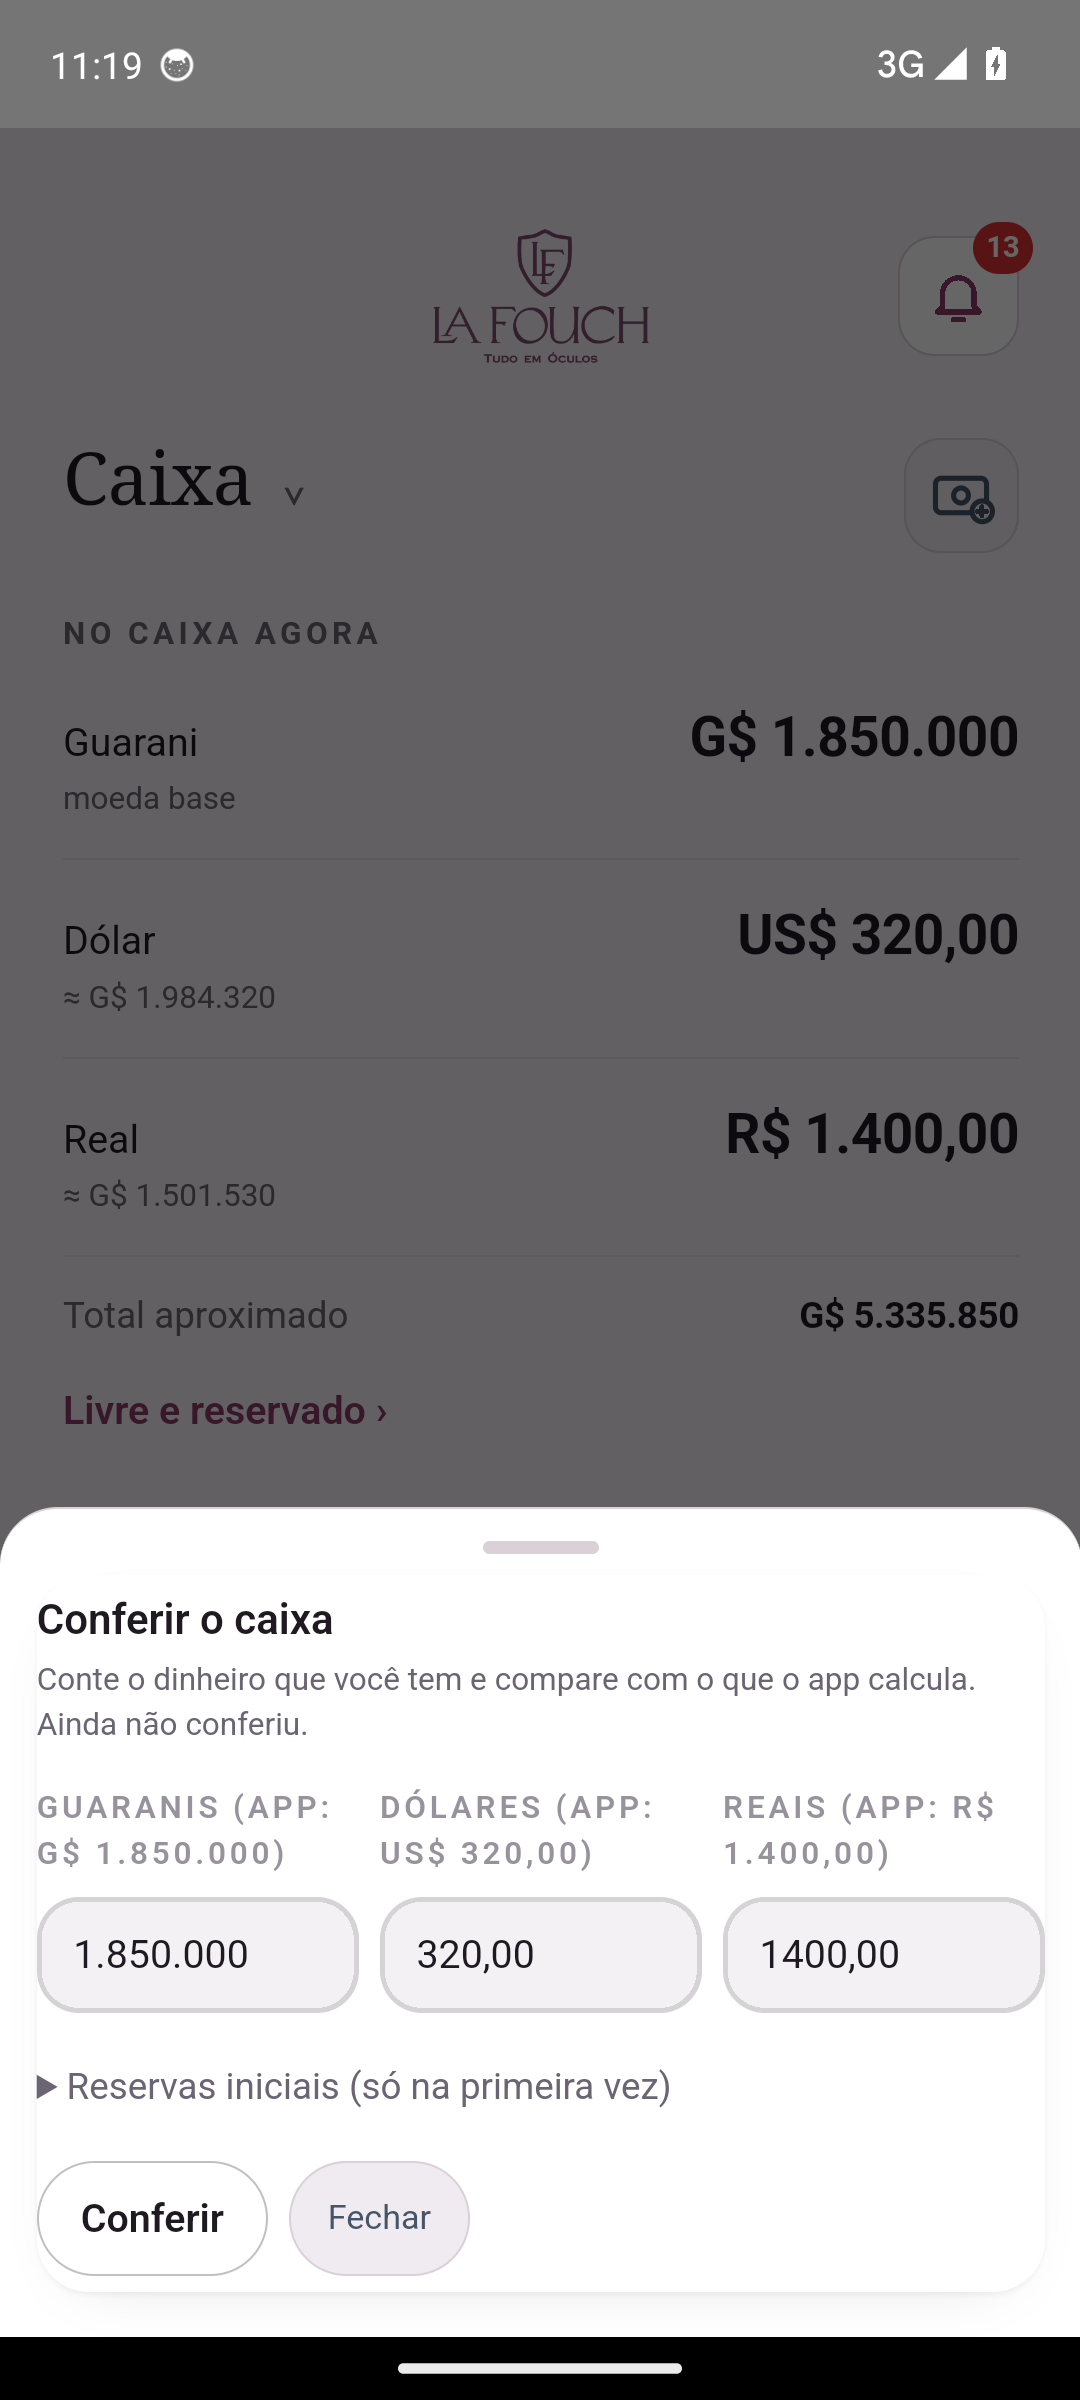 11:19
3G
13
LF
LA FOUCH
TUDO EM ÓCULOS
Caixa
NO CAIXA AGORA
Guarani
G$ 1.850.000
moeda base
Dólar
US$ 320,00
≈ G$ 1.984.320
Real
R$ 1.400,00
≈ G$ 1.501.530
Total aproximado
G$ 5.335.850
Livre e reservado ›
Conferir o caixa
Conte o dinheiro que você tem e compare com o que o app calcula.
Ainda não conferiu.
GUARANIS (APP:
G$ 1.850.000)
DÓLARES (APP:
US$ 320,00)
REAIS (APP: R$
1.400,00)
1.850.000
320,00
1400,00
Reservas iniciais (só na primeira vez)
Conferir
Fechar